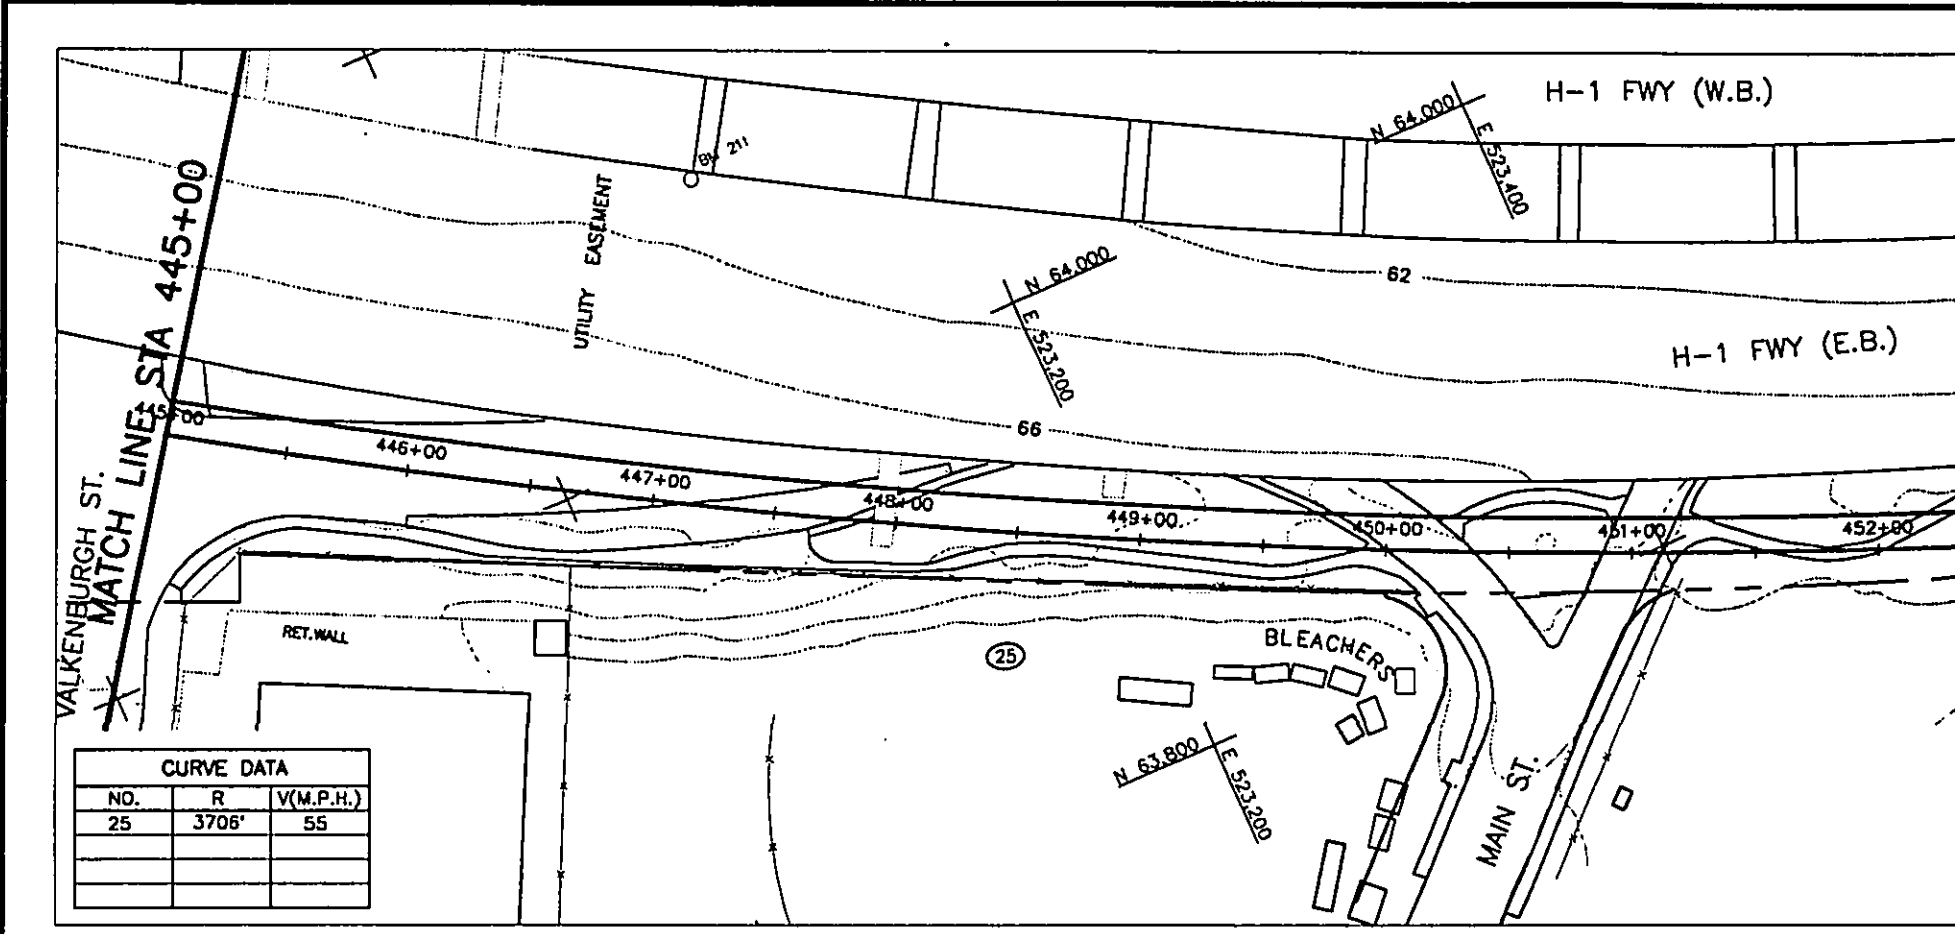 H-1 FWY (W.B.)
N 64,000
E 523,400
211
UTILITY EASEMENT
N 64,000
E 523,200
62
H-1 FWY (E.B.)
MATCH LINE STA 445+00
66
445+00
446+00
447+00
448+00
449+00
450+00
451+00
452+00
VALKENBURGH ST.
RET.WALL
25
BLEACHERS
N 63,800
E 523,200
MAIN ST.
CURVE DATA
NO. R V(M.P.H.)
25 3706' 55